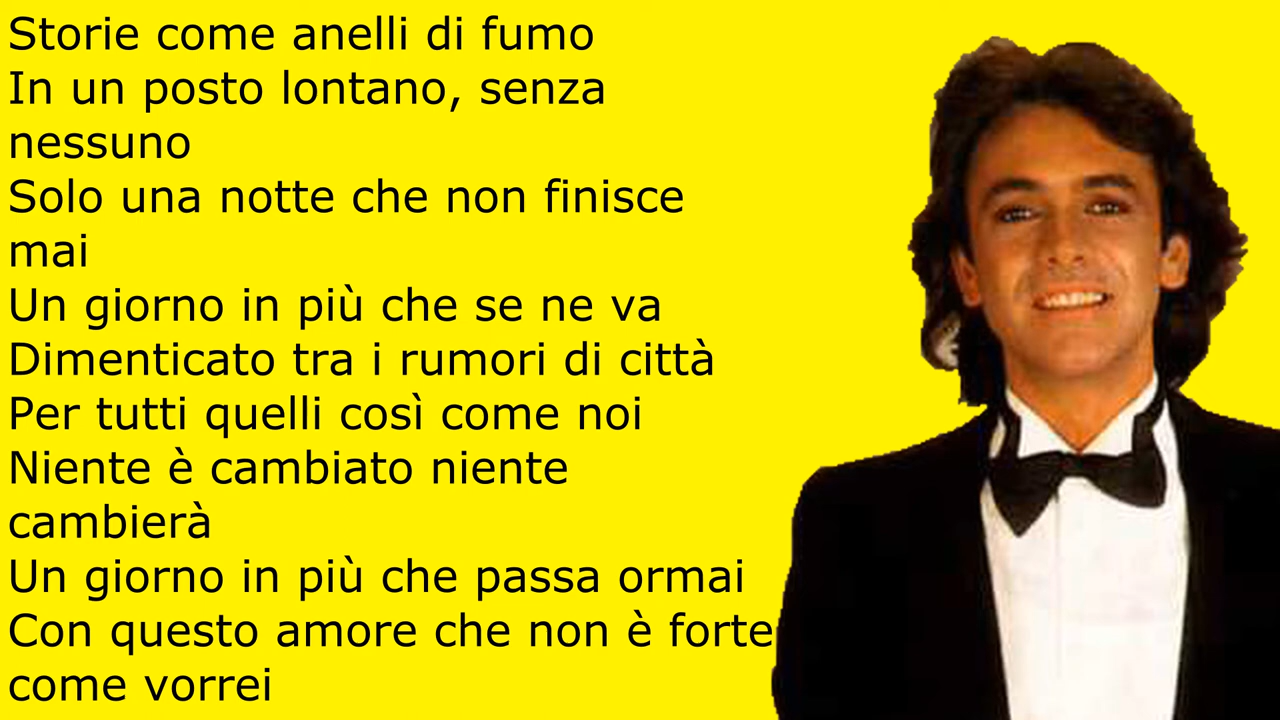 Storie come anelli di fumo
In un posto lontano, senza
nessuno
Solo una notte che non finisce
mai
Un giorno in più che se ne va
Dimenticato tra i rumori di città
Per tutti quelli così come noi
Niente è cambiato niente
cambierà
Un giorno in più che passa ormai
Con questo amore che non è forte
come vorrei